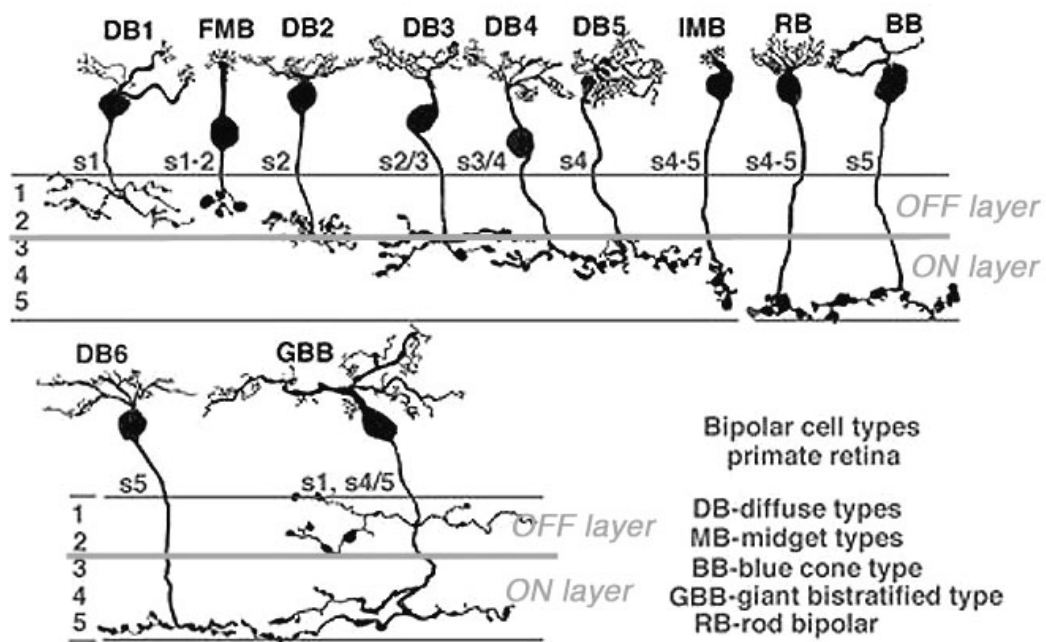 DB1 FMB DB2 DB3 DB4 DB5 IMB RB BB
s1 s1-2 s2 s2/3 s3/4 s4 s4-5 s4-5 s5
1
OFF layer
2
3
ON layer
4
5
DB6 GBB
s5 s1, s4/5
1
OFF layer
2
3
ON layer
4
5
Bipolar cell types
primate retina
DB-diffuse types
MB-midget types
BB-blue cone type
GBB-giant bistratified type
RB-rod bipolar